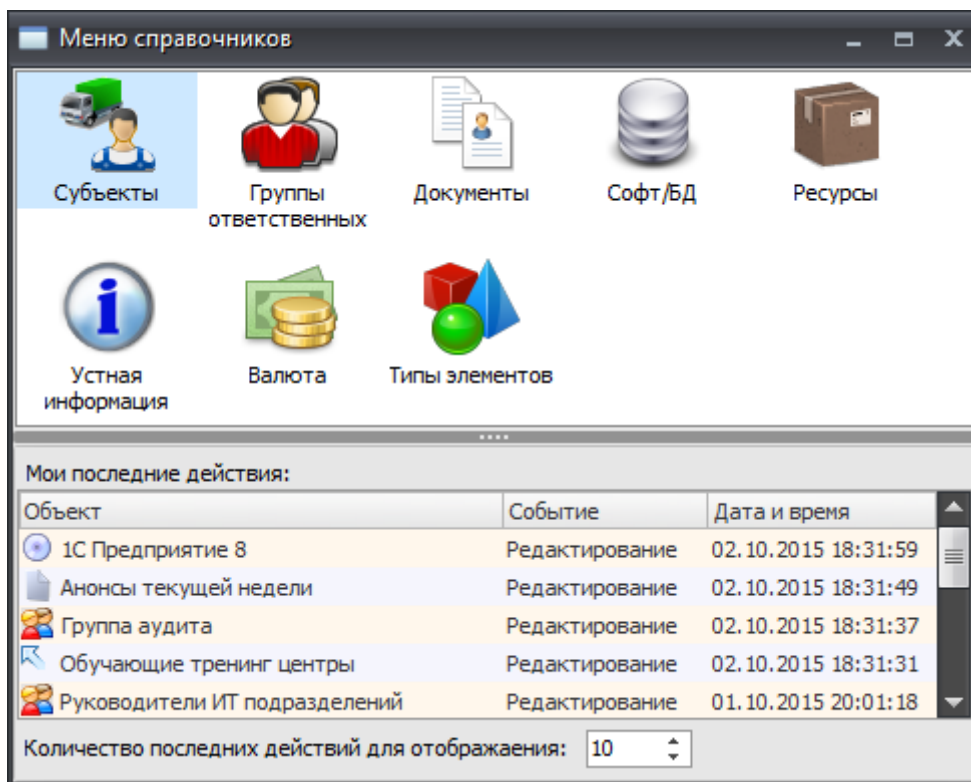 Меню справочников
Субъекты
Группы
ответственных
Документы
Софт/БД
Ресурсы
Устная
информация
Валюта
Типы элементов
Мои последние действия:
Объект Событие Дата и время
1С Предприятие 8 Редактирование 02.10.2015 18:31:59
Анонсы текущей недели Редактирование 02.10.2015 18:31:49
Группа аудита Редактирование 02.10.2015 18:31:37
Обучающие тренинг центры Редактирование 02.10.2015 18:31:31
Руководители ИТ подразделений Редактирование 01.10.2015 20:01:18
Количество последних действий для отображаения: 10